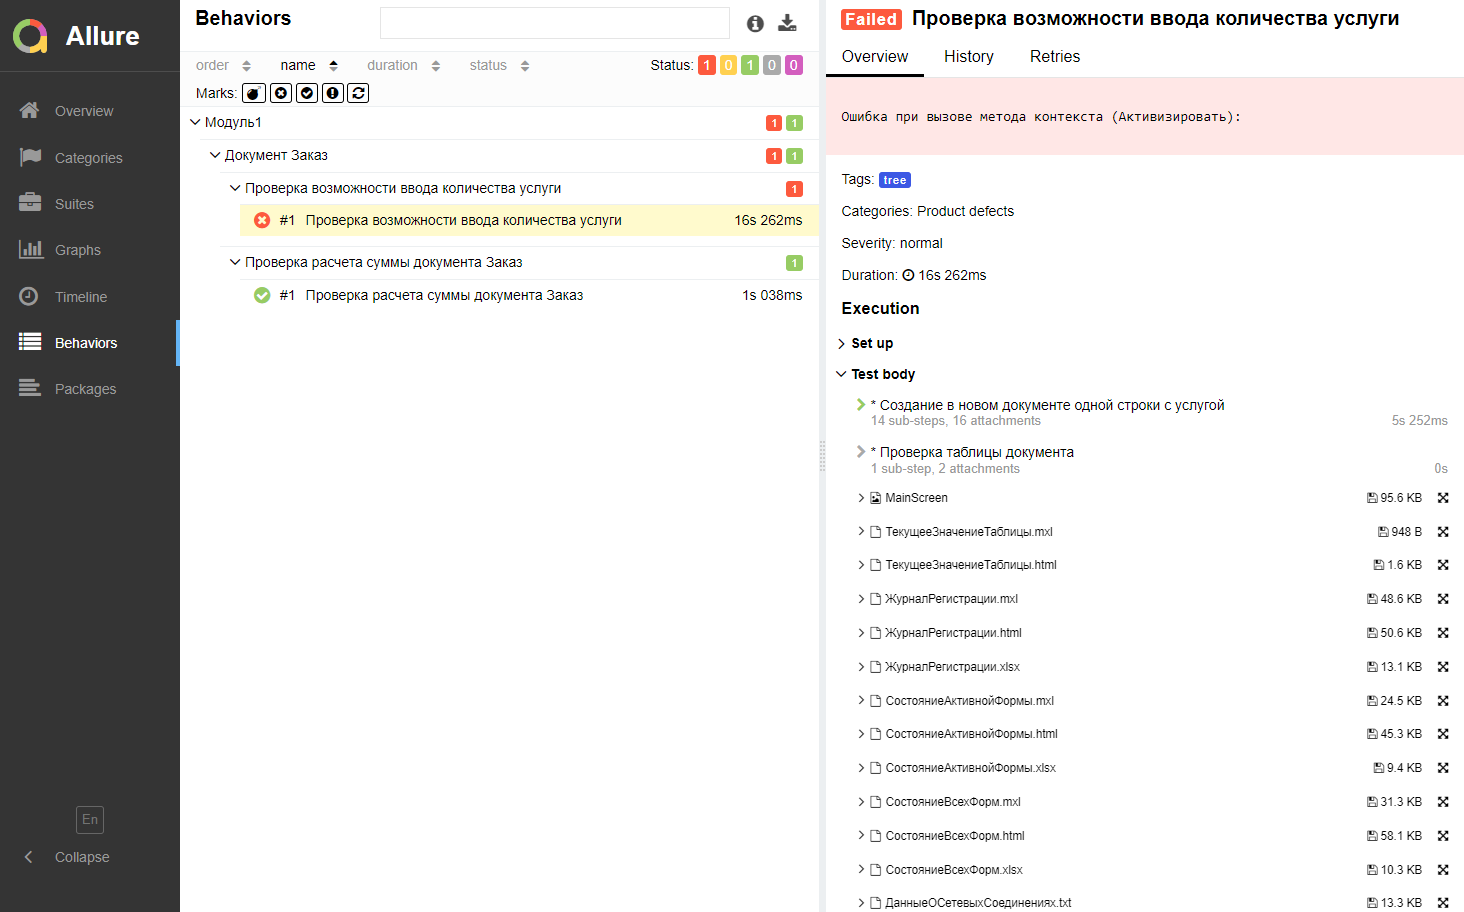 Allure
Overview
Categories
Suites
Graphs
Timeline
Behaviors
Packages
En
Collapse
Behaviors
order name duration status Status: 1 0 1 0 0
Marks:
Модуль1 1 1
Документ Заказ 1 1
Проверка возможности ввода количества услуги 1
#1 Проверка возможности ввода количества услуги 16s 262ms
Проверка расчета суммы документа Заказ 1
#1 Проверка расчета суммы документа Заказ 1s 038ms
Failed Проверка возможности ввода количества услуги
Overview History Retries
Ошибка при вызове метода контекста (Активизировать):
Tags: tree
Categories: Product defects
Severity: normal
Duration: 16s 262ms
Execution
Set up
Test body
* Создание в новом документе одной строки с услугой
14 sub-steps, 16 attachments 5s 252ms
* Проверка таблицы документа
1 sub-step, 2 attachments 0s
MainScreen 95.6 KB
ТекущееЗначениеТаблицы.mxl 948 B
ТекущееЗначениеТаблицы.html 1.6 KB
ЖурналРегистрации.mxl 48.6 KB
ЖурналРегистрации.html 50.6 KB
ЖурналРегистрации.xlsx 13.1 KB
СостояниеАктивнойФормы.mxl 24.5 KB
СостояниеАктивнойФормы.html 45.3 KB
СостояниеАктивнойФормы.xlsx 9.4 KB
СостояниеВсехФорм.mxl 31.3 KB
СостояниеВсехФорм.html 58.1 KB
СостояниеВсехФорм.xlsx 10.3 KB
ДанныеОСетевыхСоединениях.txt 13.3 KB